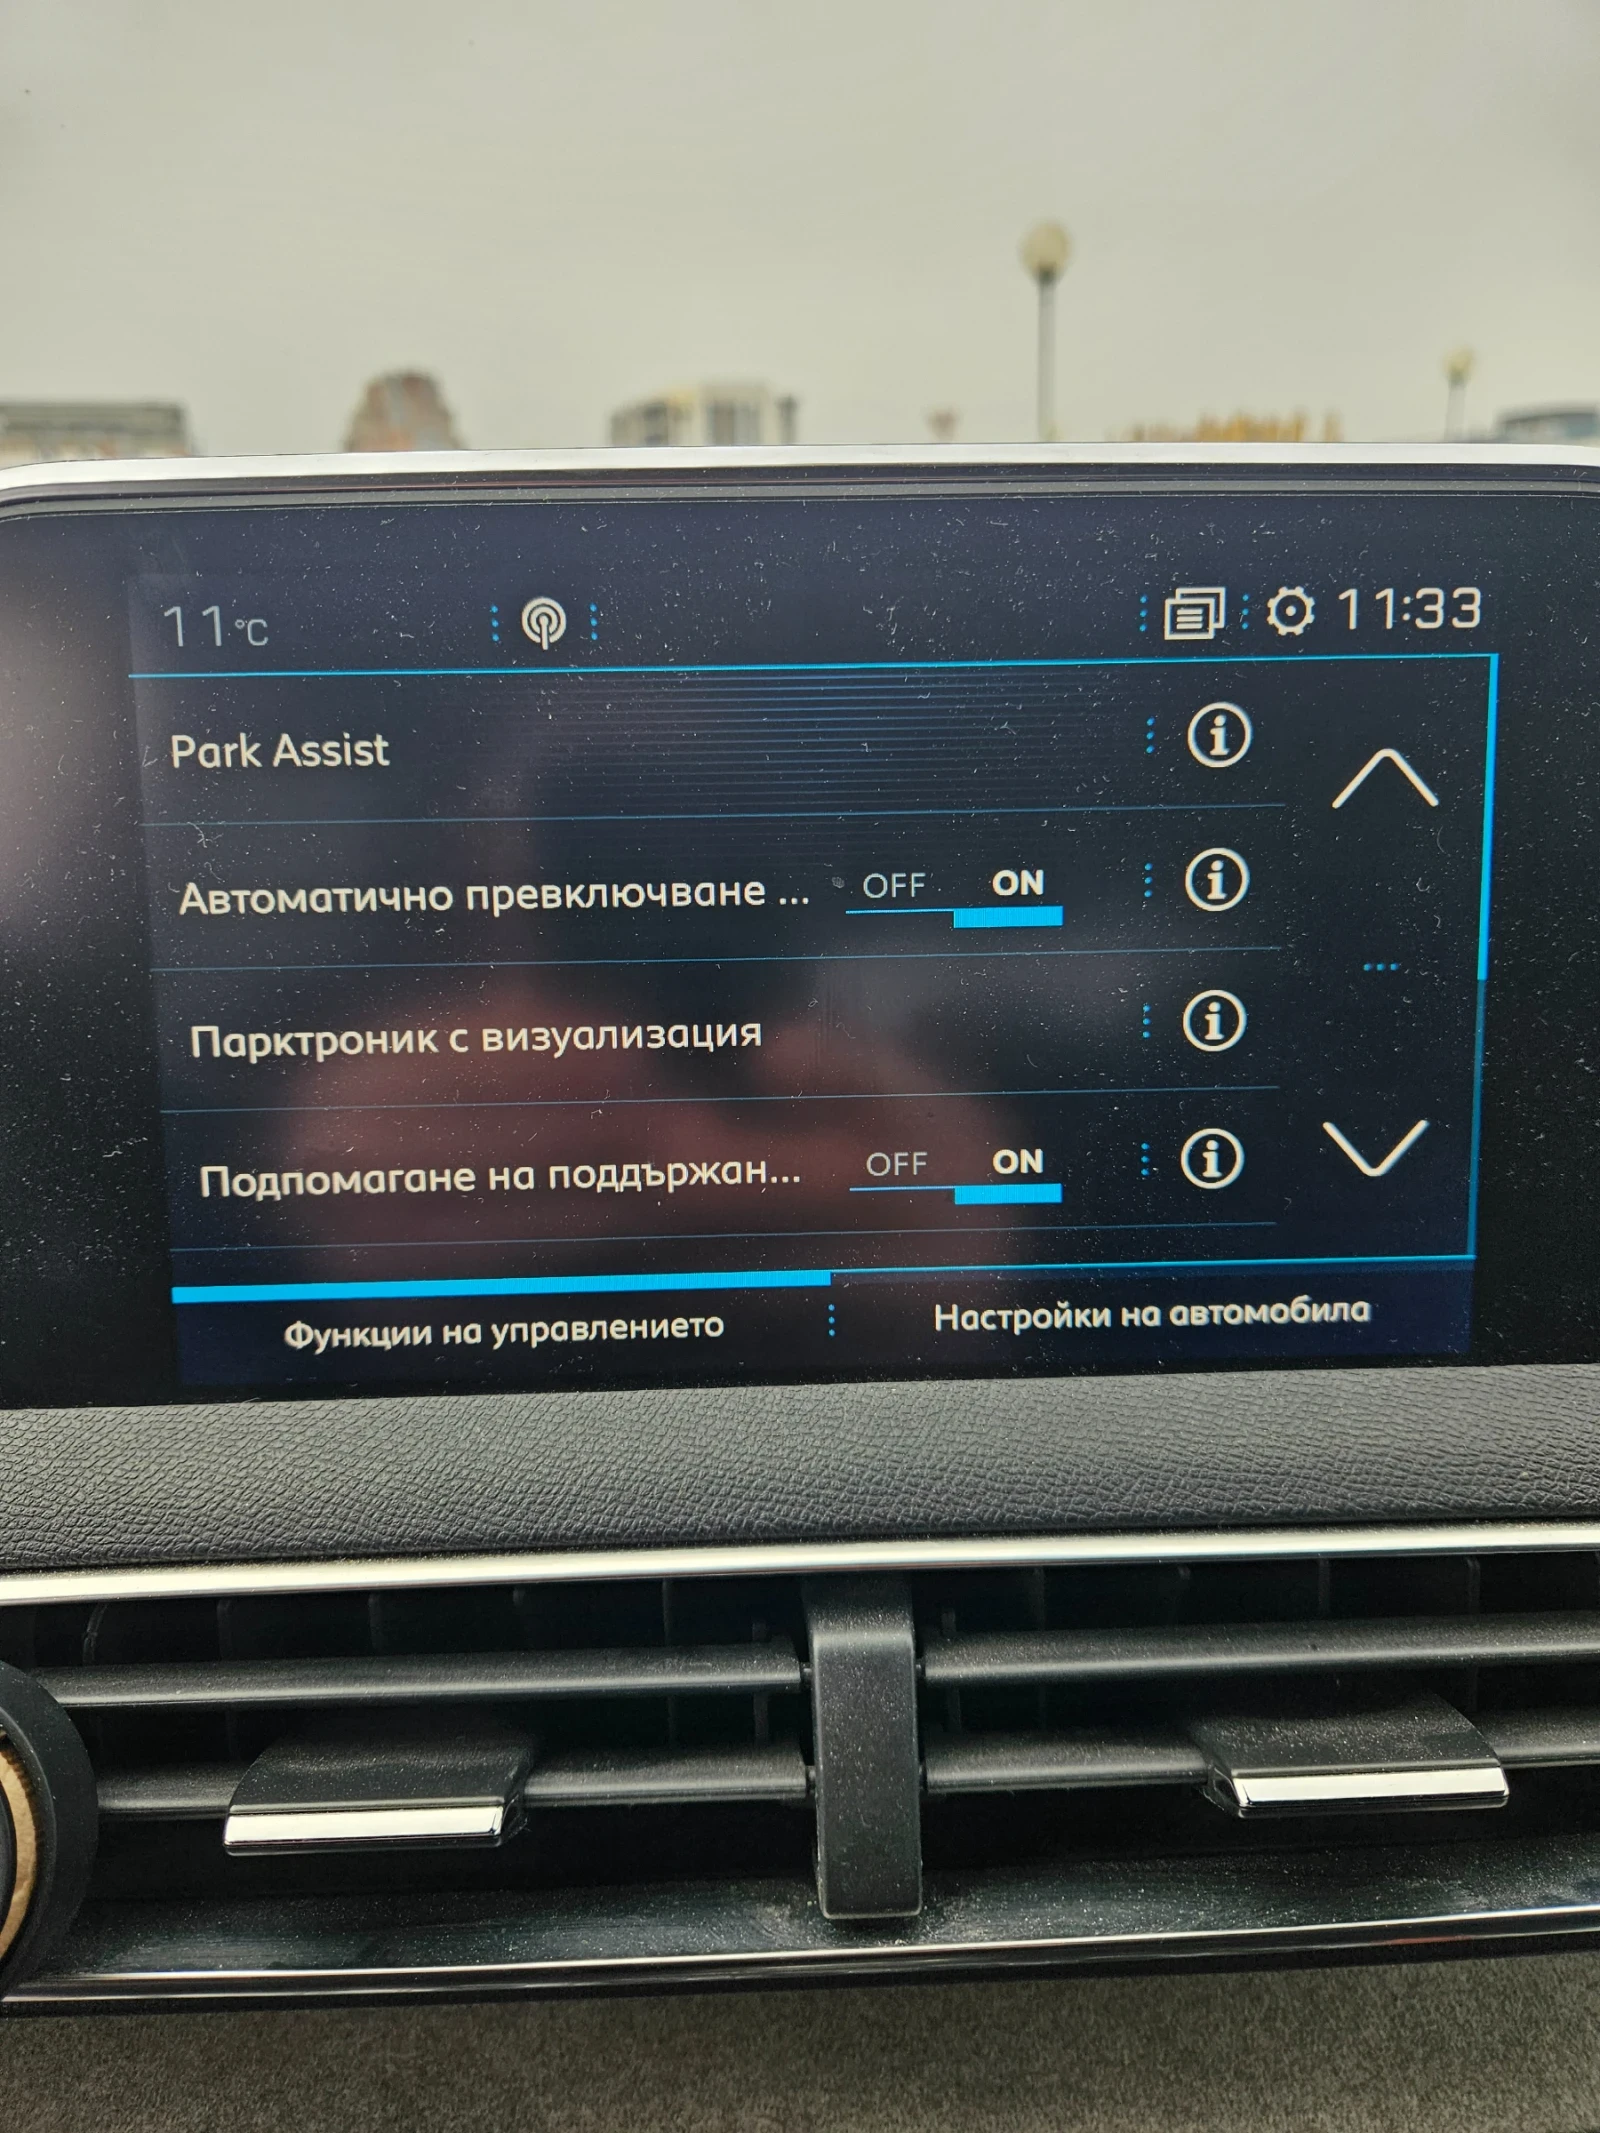 11°C
11:33
Park Assist
Автоматично превключване ... OFF ON
Парктроник с визуализация
Подпомагане на поддържан... OFF ON
Функции на управлението
Настройки на автомобила